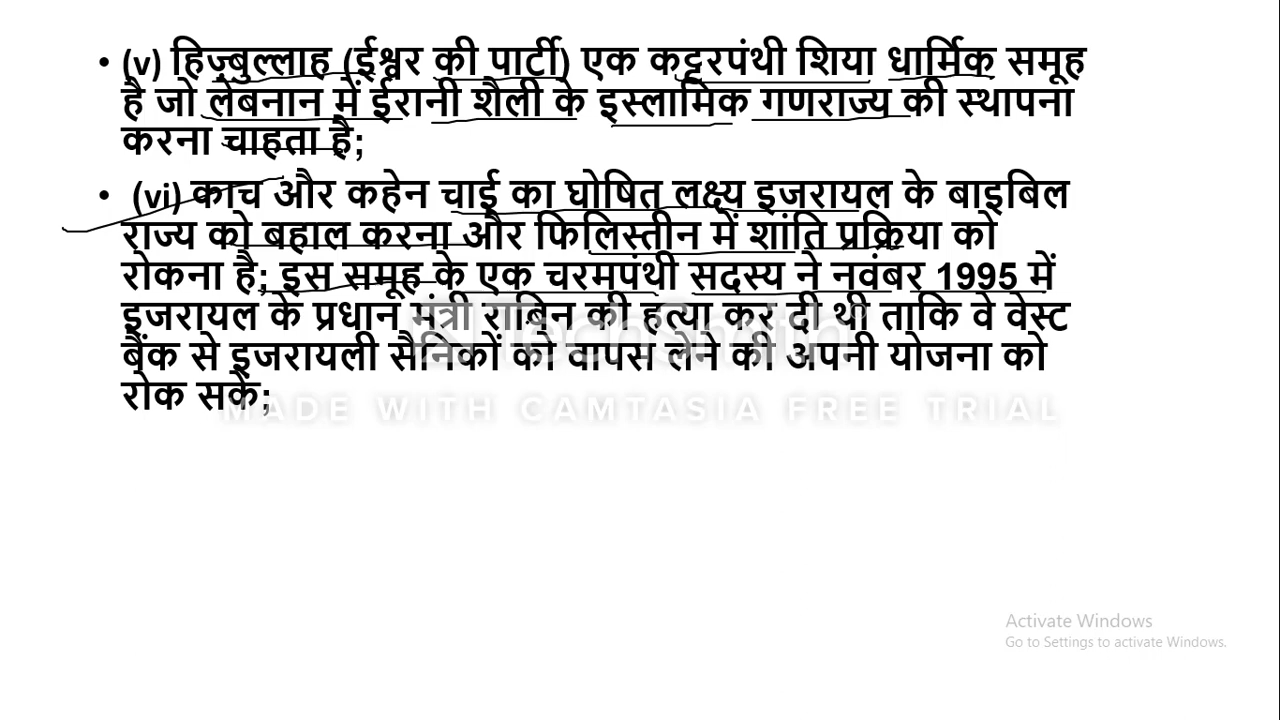 • (v) हिज़्बुल्लाह (ईश्वर की पार्टी) एक कट्टरपंथी शिया धार्मिक समूह
है जो लेबनान में ईरानी शैली के इस्लामिक गणराज्य की स्थापना
करना चाहता है;
• (vi) काच और कहेन चाई का घोषित लक्ष्य इजरायल के बाइबिल
राज्य को बहाल करना और फिलिस्तीन में शांति प्रक्रिया को
रोकना है; इस समूह के एक चरमपंथी सदस्य ने नवंबर 1995 में
इजरायल के प्रधान मंत्री राबिन की हत्या कर दी थी ताकि वे वेस्ट
बैंक से इजरायली सैनिकों को वापस लेने की अपनी योजना को
रोक सकें;
TechSmith
MADE WITH CAMTASIA FREE TRIAL
Activate Windows
Go to Settings to activate Windows.